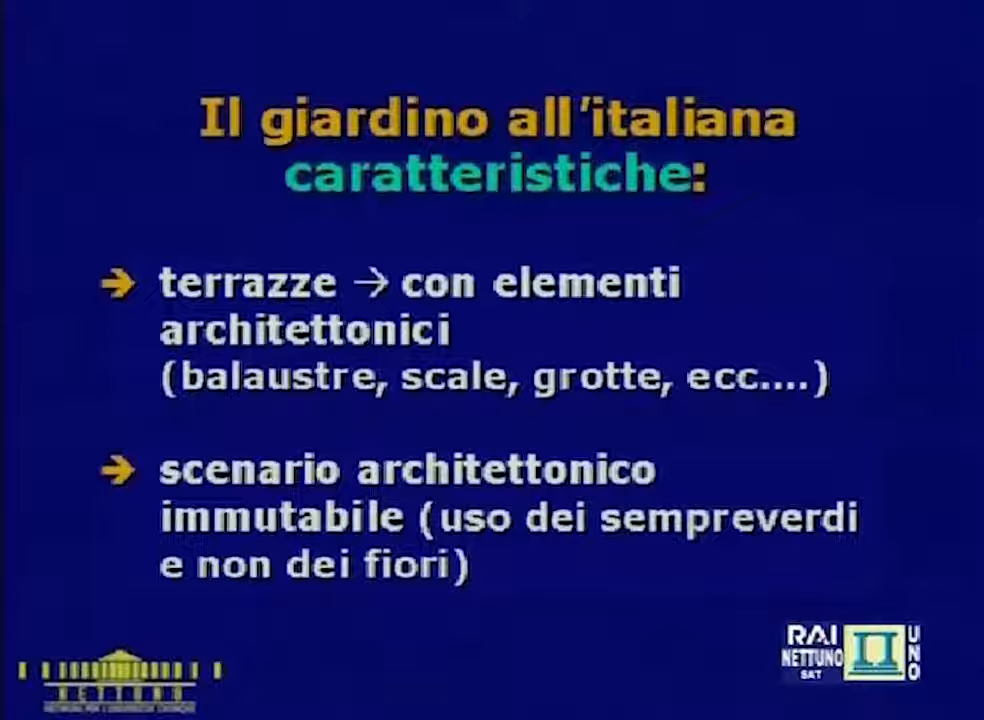 Il giardino all'italiana
caratteristiche:
➔ terrazze → con elementi
architettonici
(balaustre, scale, grotte, ecc....)
➔ scenario architettonico
immutabile (uso dei sempreverdi
e non dei fiori)
NETTUNO
RAI
NETTUNO
SAT
UNO